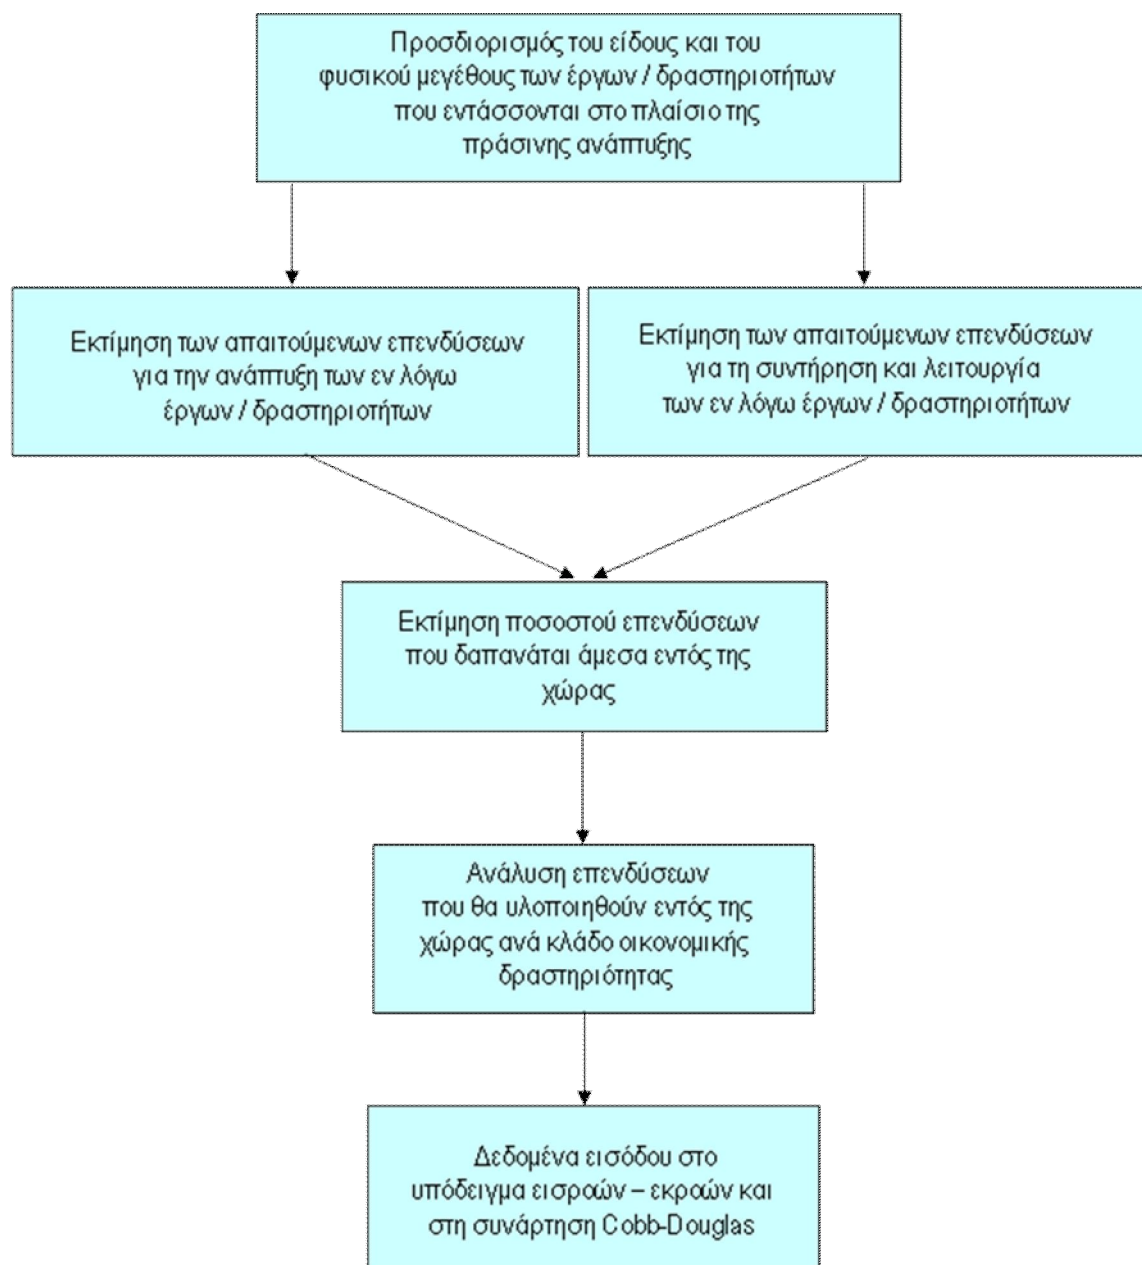 Προσδιορισμός του είδους και του
φυσικού μεγέθους των έργων / δραστηριοτήτων
που εντάσσονται στο πλαίσιο της
πράσινης ανάπτυξης
Εκτίμηση των απαιτούμενων επενδύσεων
για την ανάπτυξη των εν λόγω
έργων / δραστηριοτήτων
Εκτίμηση των απαιτούμενων επενδύσεων
για τη συντήρηση και λειτουργία
των εν λόγω έργων / δραστηριοτήτων
Εκτίμηση ποσοστού επενδύσεων
που δαπανάται άμεσα εντός της
χώρας
Ανάλυση επενδύσεων
που θα υλοποιηθούν εντός της
χώρας ανά κλάδο οικονομικής
δραστηριότητας
Δεδομένα εισόδου στο
υπόδειγμα εισροών – εκροών και
στη συνάρτηση Cobb-Douglas